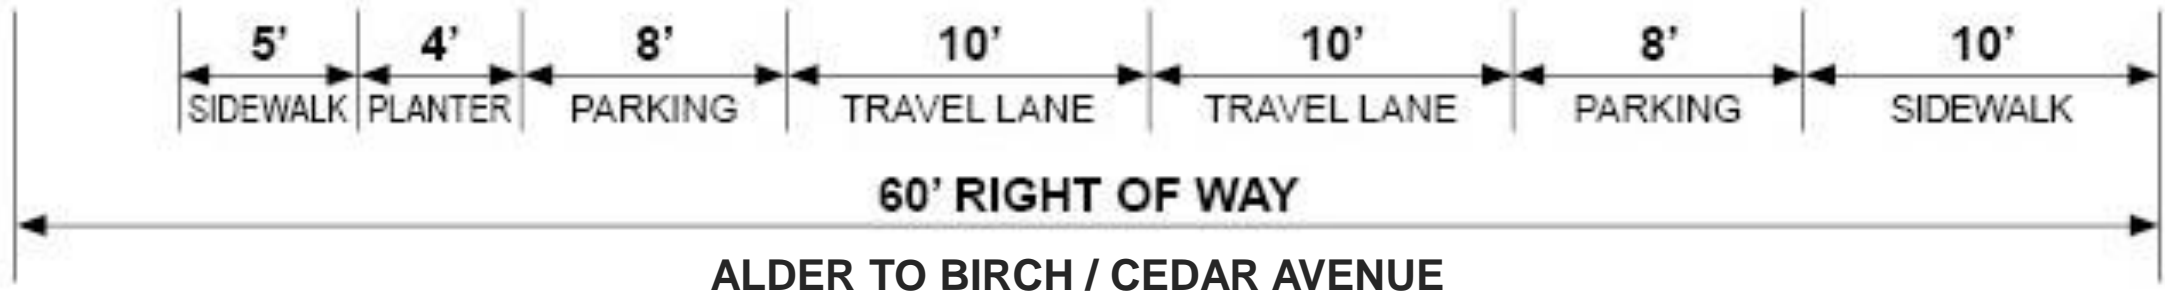 5’ 4’ 8’ 10’ 10’ 8’ 10’
SIDEWALK PLANTER PARKING TRAVEL LANE TRAVEL LANE PARKING SIDEWALK
60’ RIGHT OF WAY
ALDER TO BIRCH / CEDAR AVENUE